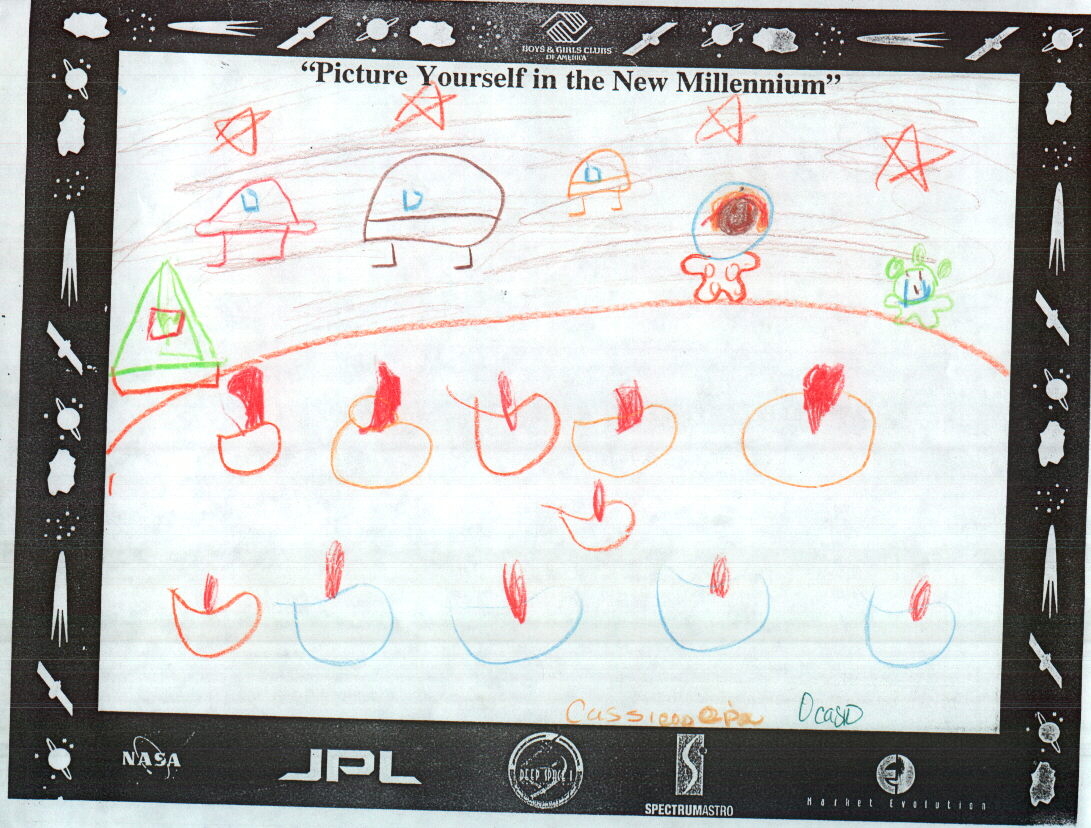 BOYS & GIRLS CLUBS
OF AMERICA
“Picture Yourself in the New Millennium”
Ocasio
NASA
JPL
DEEP SPACE 1
SPECTRUMASTRO
Market Evolution